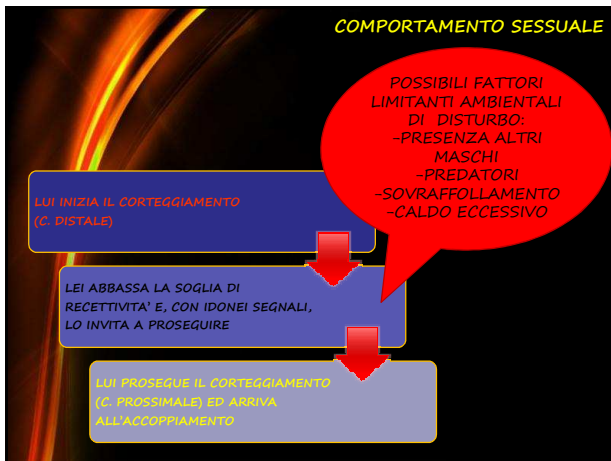 COMPORTAMENTO SESSUALE
POSSIBILI FATTORI
LIMITANTI AMBIENTALI
DI DISTURBO:
-PRESENZA ALTRI
MASCHI
-PREDATORI
-SOVRAFFOLLAMENTO
-CALDO ECCESSIVO
LUI INIZIA IL CORTEGGIAMENTO
(C. DISTALE)
LEI ABBASSA LA SOGLIA DI
RECETTIVITA' E, CON IDONEI SEGNALI,
LO INVITA A PROSEGUIRE
LUI PROSEGUE IL CORTEGGIAMENTO
(C. PROSSIMALE) ED ARRIVA
ALL'ACCOPPIAMENTO